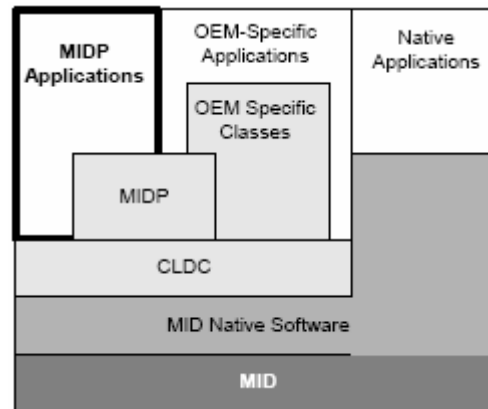 MIDP
Applications
OEM-Specific
Applications
Native
Applications
OEM Specific
Classes
MIDP
CLDC
MID Native Software
MID